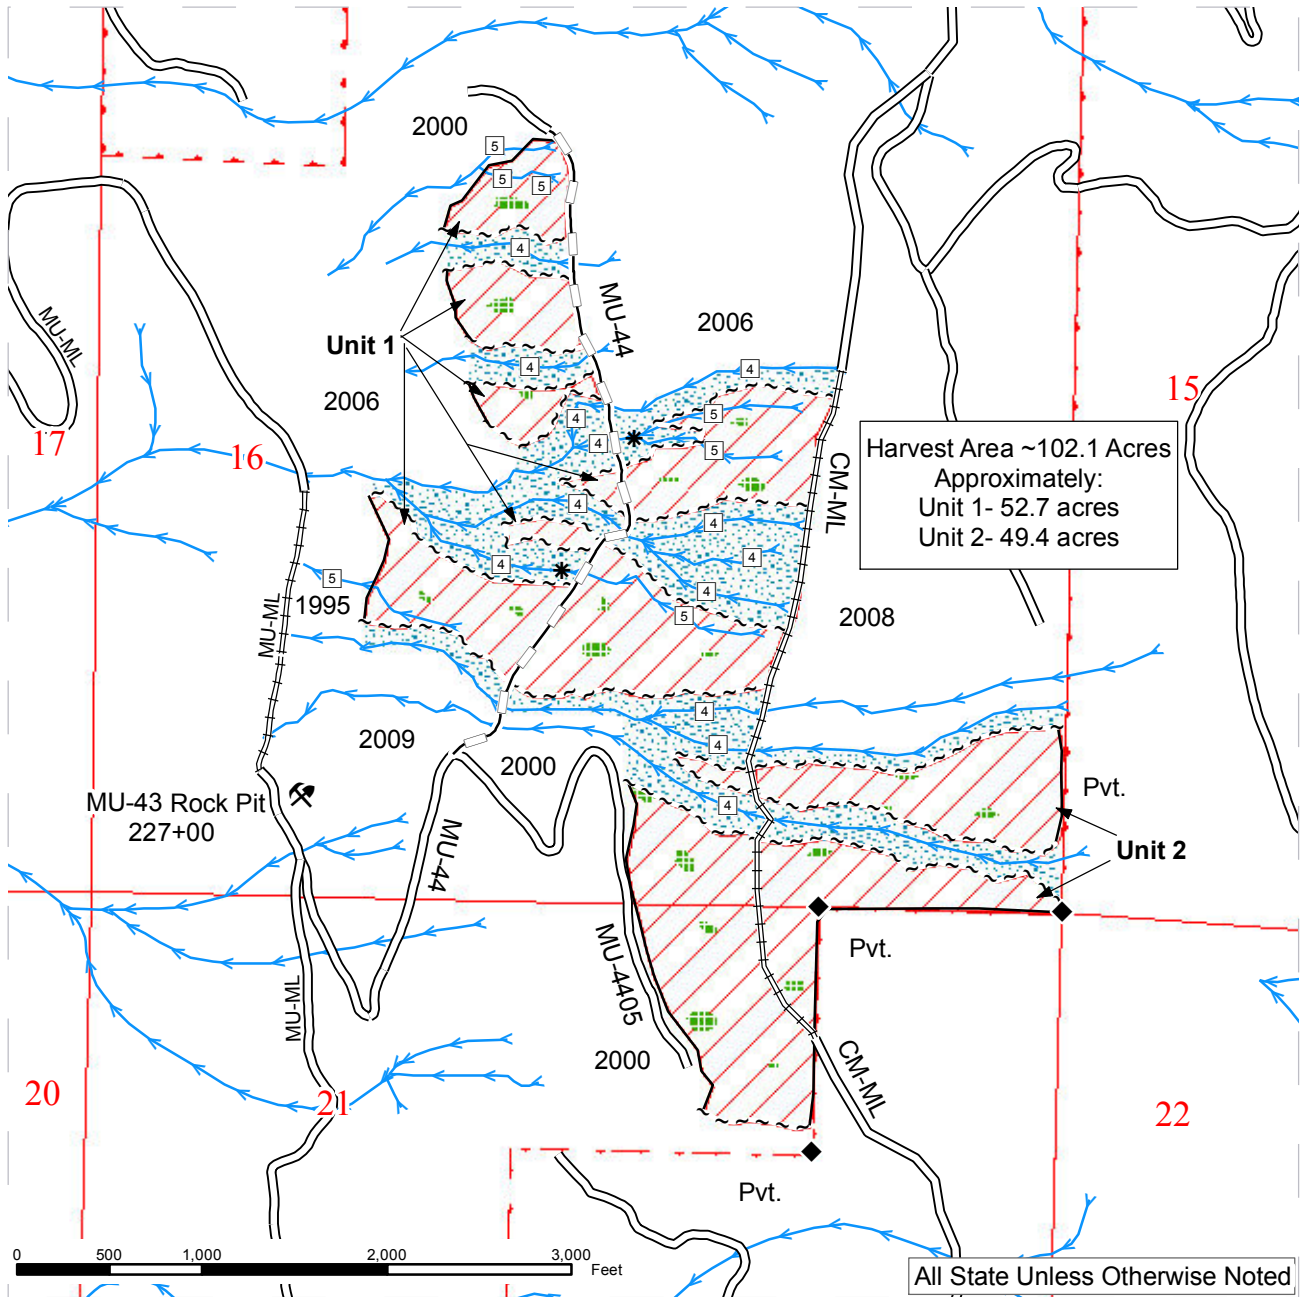 2000
5
5
5
4
MU-ML
MU-44
2006
Unit 1
4
4
2006
15
5
4
4
5
17
16
Harvest Area ~102.1 Acres
Approximately:
Unit 1- 52.7 acres
Unit 2- 49.4 acres
CM-ML
4
4
4
4
5
1995
4
5
2008
MU-ML
4
2009
4
2000
Pvt.
MU-43 Rock Pit
227+00
4
Unit 2
MU-44
Pvt.
MU-4405
MU-ML
2000
CM-ML
20
21
22
Pvt.
0 500 1,000 2,000 3,000
Feet
All State Unless Otherwise Noted